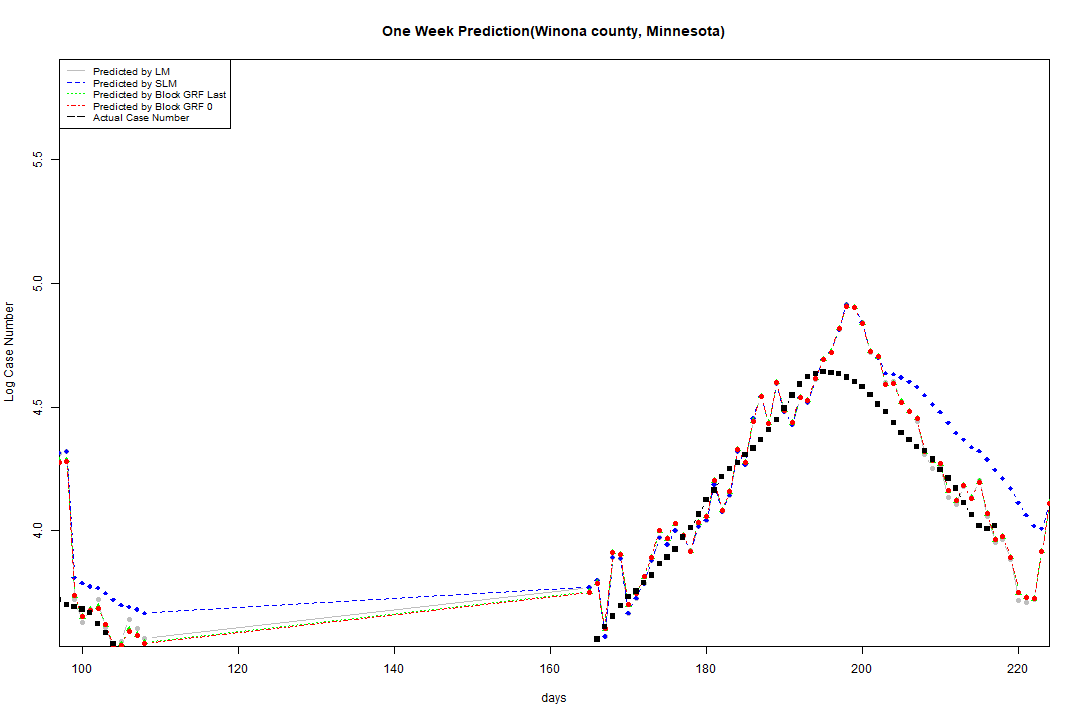 One Week Prediction(Winona county, Minnesota)
Predicted by LM
Predicted by SLM
Predicted by Block GRF Last
Predicted by Block GRF 0
Actual Case Number
5.5
5.0
4.5
4.0
Log Case Number
100 120 140 160 180 200 220
days